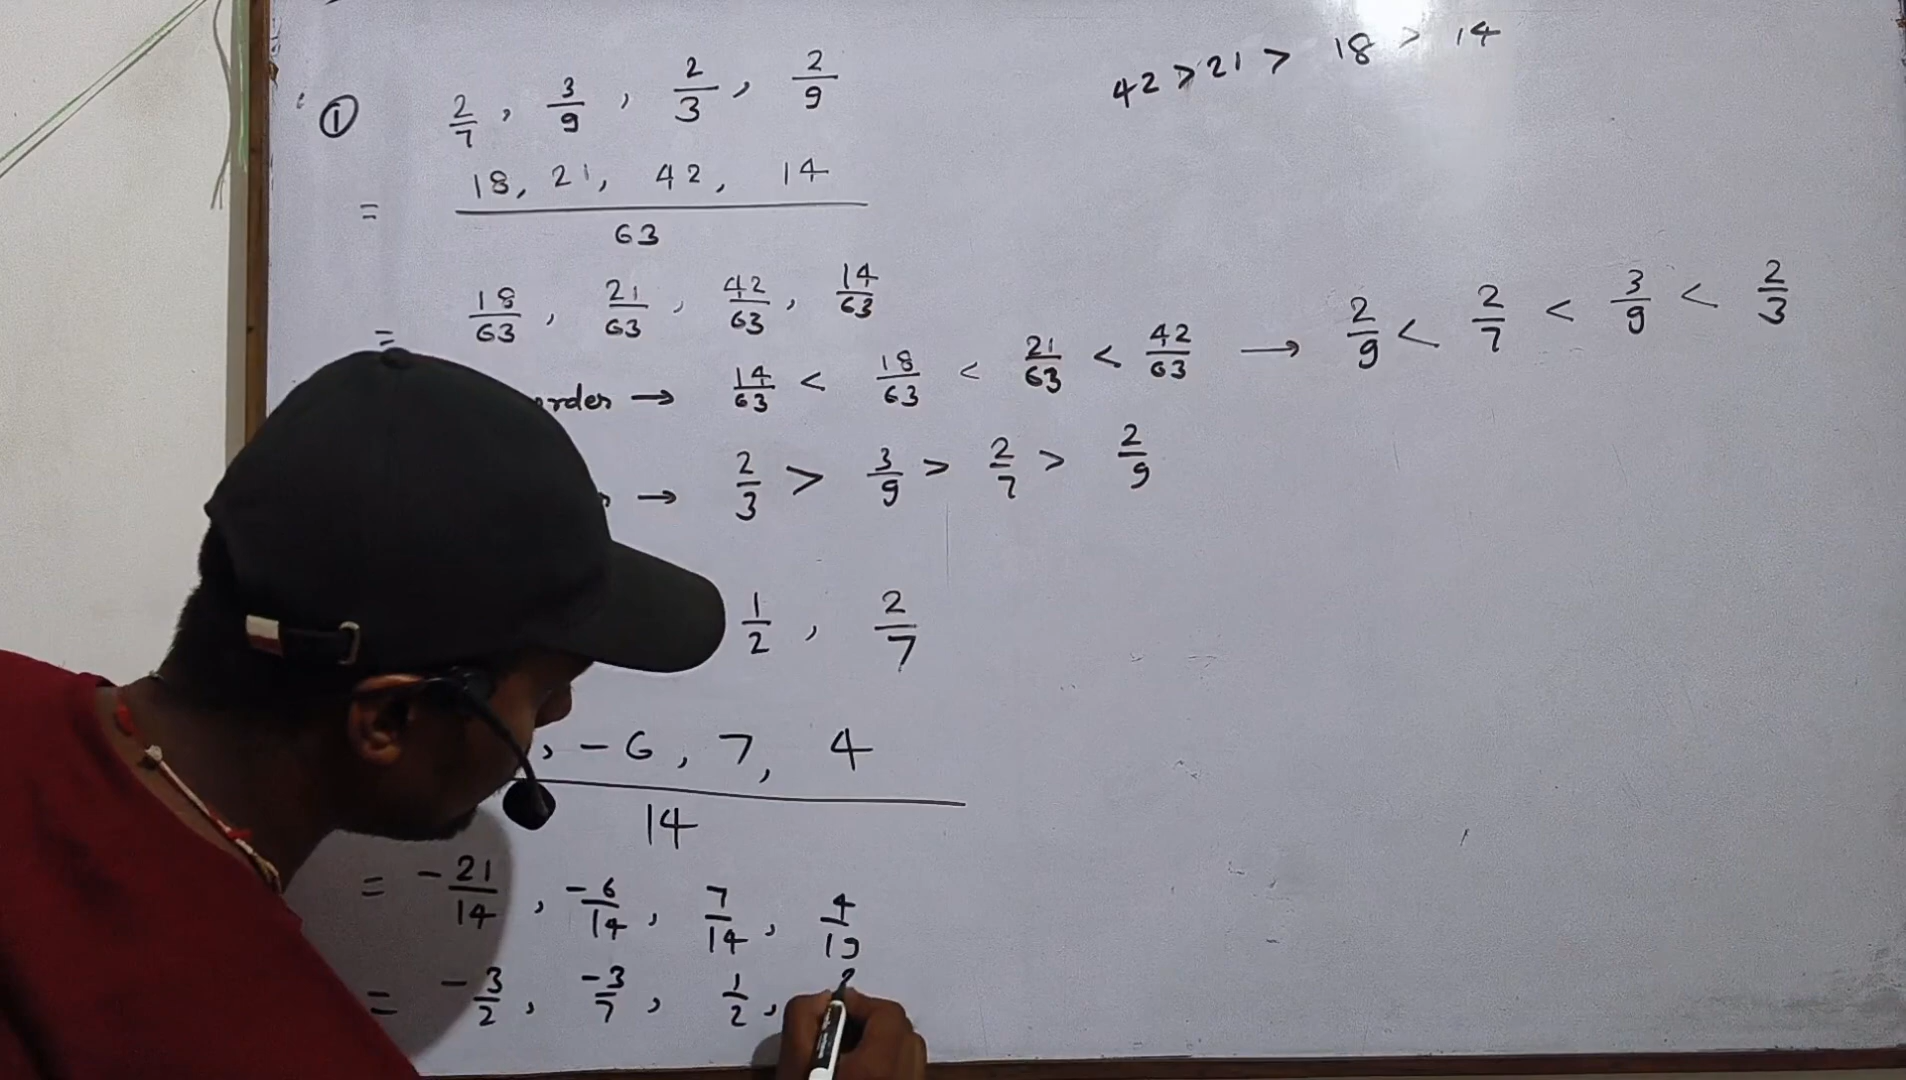 ① 2/7 , 3/9 , 2/3 , 2/9
42 > 21 > 18 > 14
= 18, 21, 42, 14 / 63
= 18/63 , 21/63 , 42/63 , 14/63
order → 14/63 < 18/63 < 21/63 < 42/63 → 2/9 < 2/7 < 3/9 < 2/3
→ 2/3 > 3/9 > 2/7 > 2/9
1/2 , 2/7
, -6 , 7 , 4 / 14
= -21/14 , -6/14 , 7/14 , 4/19
= -3/2 , -3/7 , 1/2 ,